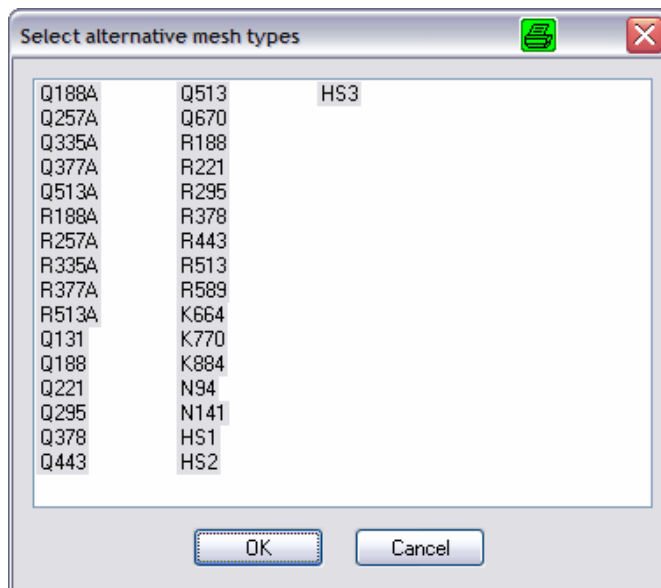 Select alternative mesh types
Q188A
Q257A
Q335A
Q377A
Q513A
R188A
R257A
R335A
R377A
R513A
Q131
Q188
Q221
Q295
Q378
Q443
Q513
Q670
R188
R221
R295
R378
R443
R513
R589
K664
K770
K884
N94
N141
HS1
HS2
HS3
OK
Cancel